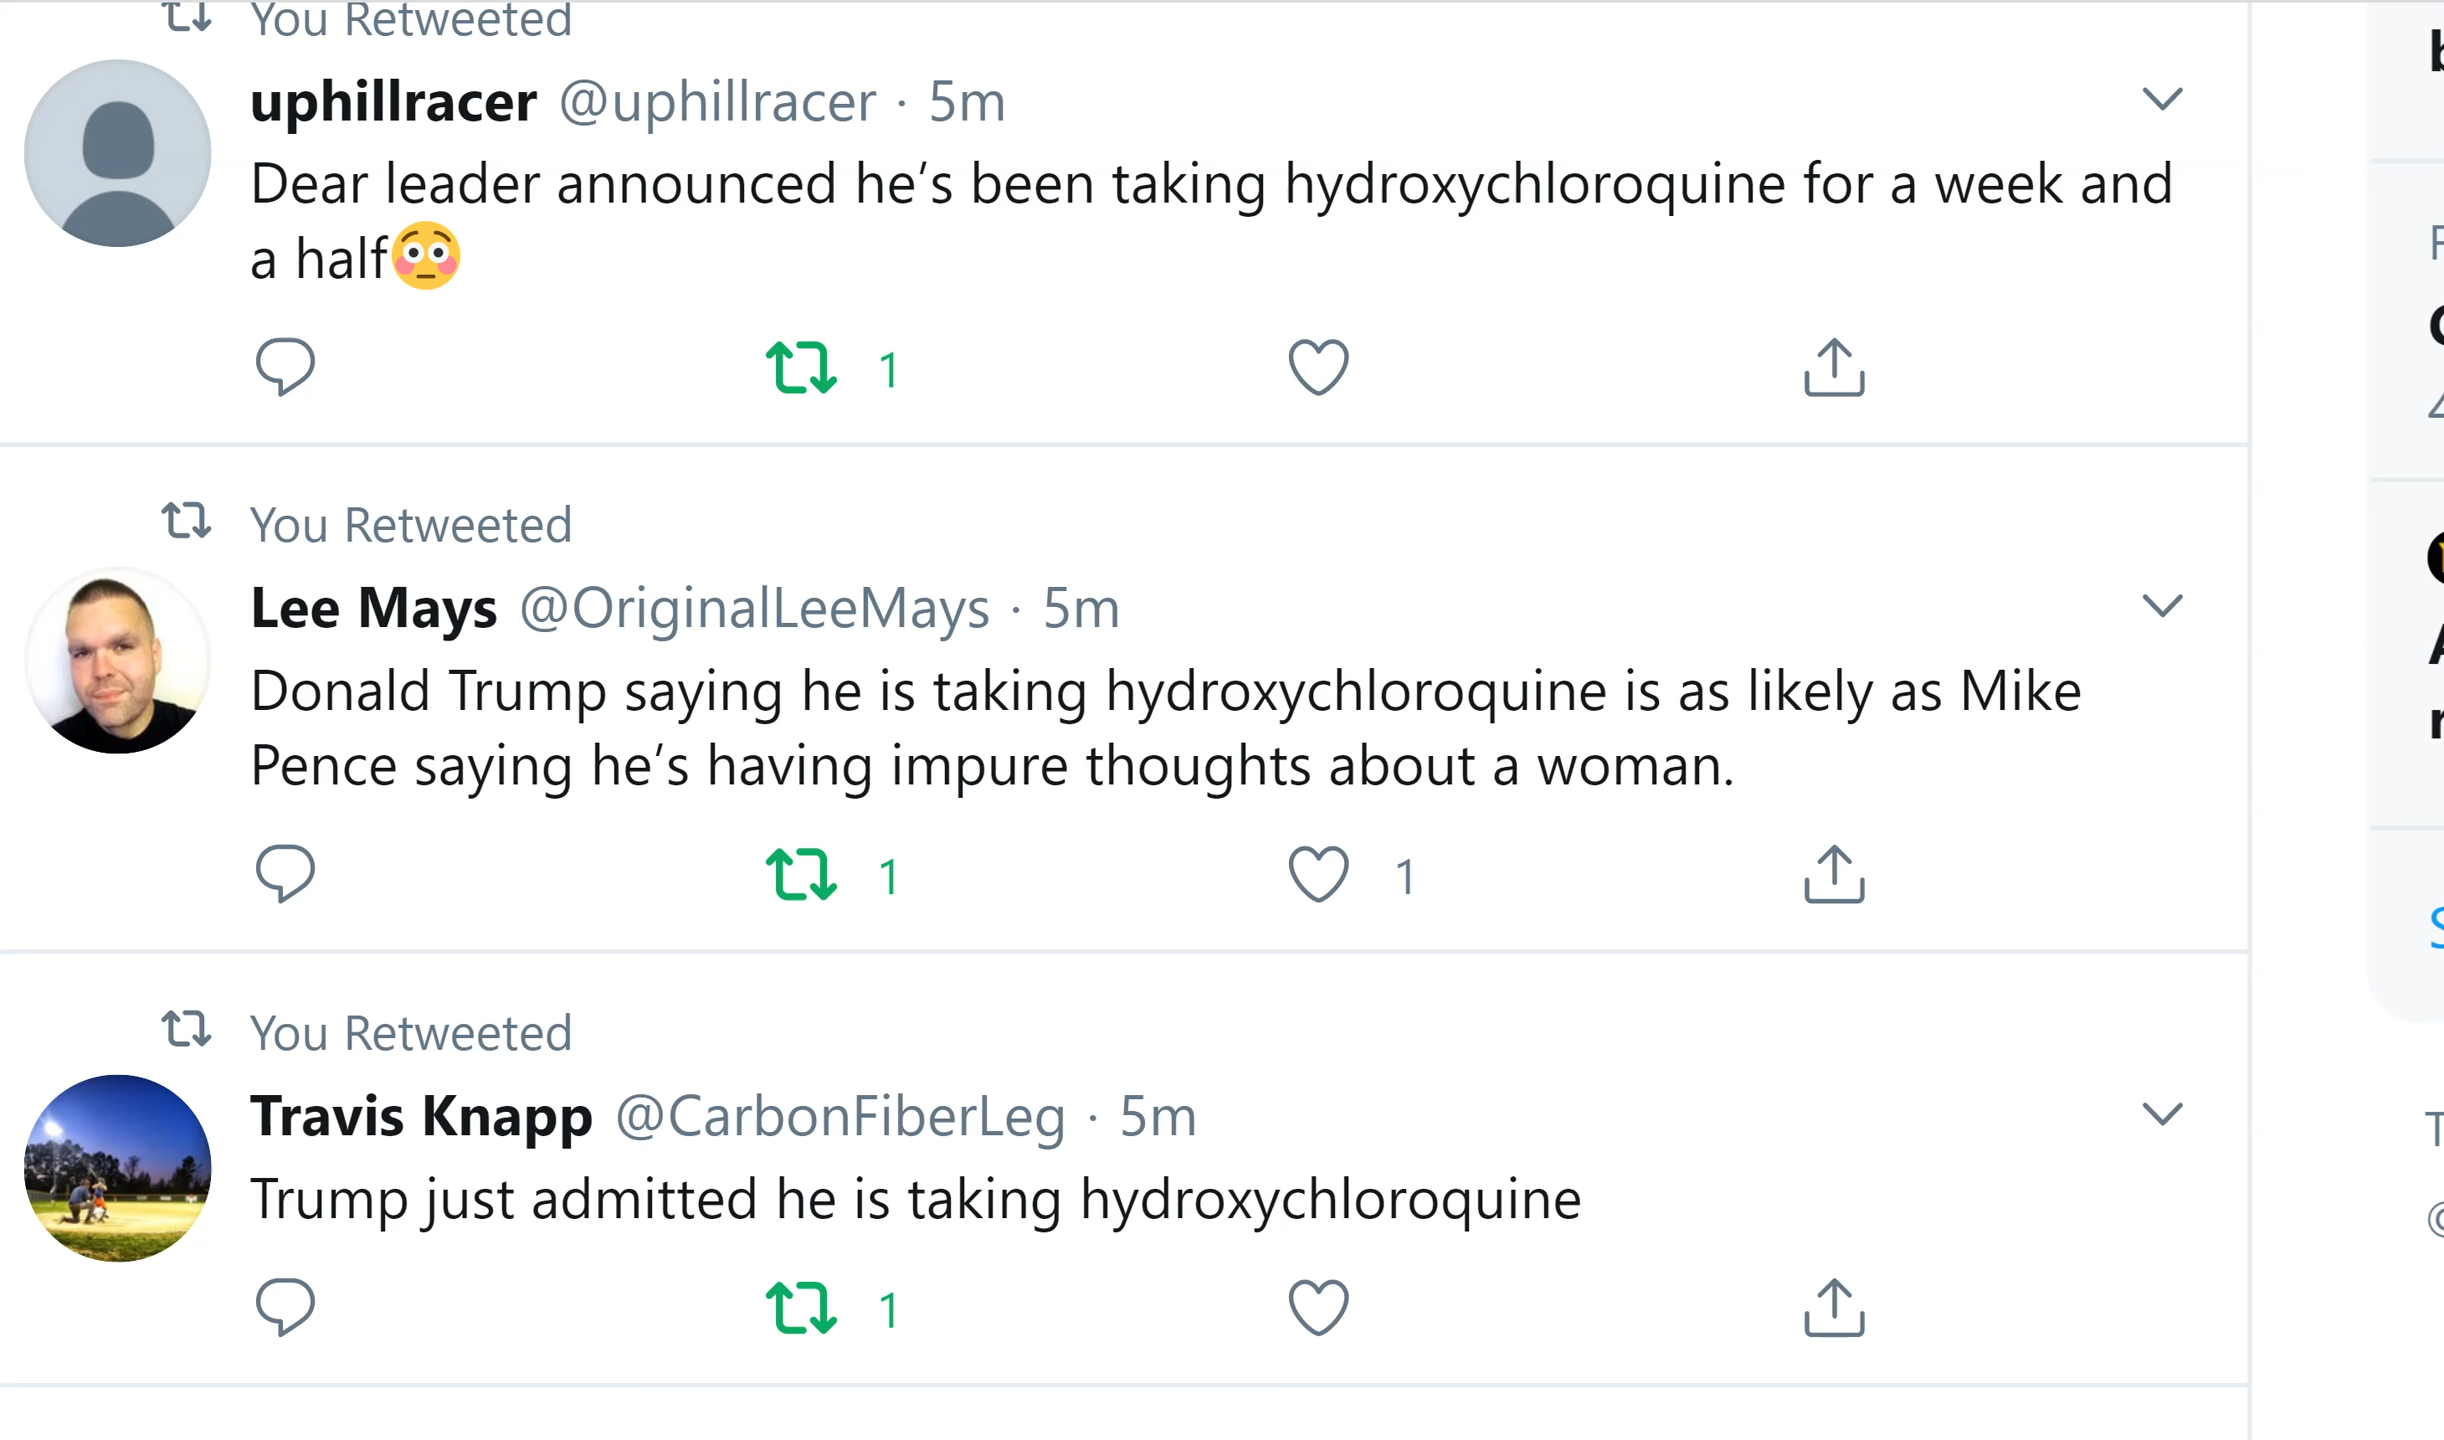 You Retweeted
uphillracer @uphillracer · 5m
Dear leader announced he’s been taking hydroxychloroquine for a week and
a half😳
1
You Retweeted
Lee Mays @OriginalLeeMays · 5m
Donald Trump saying he is taking hydroxychloroquine is as likely as Mike
Pence saying he’s having impure thoughts about a woman.
1 1
You Retweeted
Travis Knapp @CarbonFiberLeg · 5m
Trump just admitted he is taking hydroxychloroquine
1